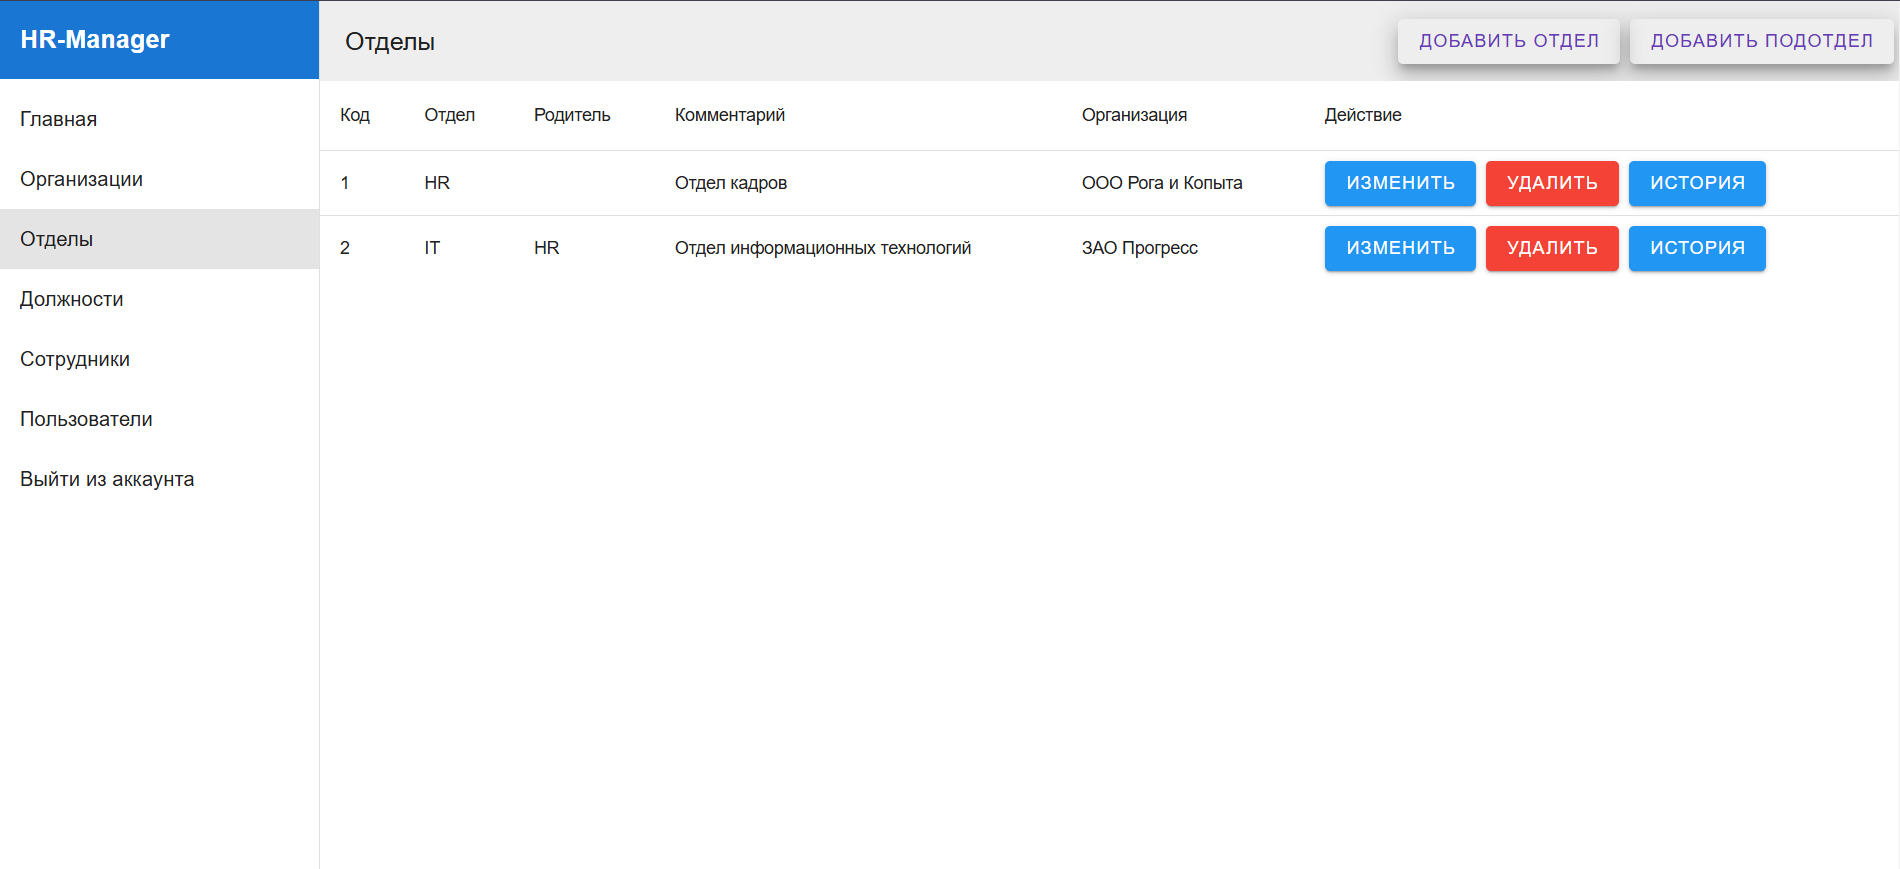 HR-Manager
Главная
Организации
Отделы
Должности
Сотрудники
Пользователи
Выйти из аккаунта
Отделы ДОБАВИТЬ ОТДЕЛ ДОБАВИТЬ ПОДОТДЕЛ
Код Отдел Родитель Комментарий Организация Действие
1 HR Отдел кадров ООО Рога и Копыта ИЗМЕНИТЬ УДАЛИТЬ ИСТОРИЯ
2 IT HR Отдел информационных технологий ЗАО Прогресс ИЗМЕНИТЬ УДАЛИТЬ ИСТОРИЯ